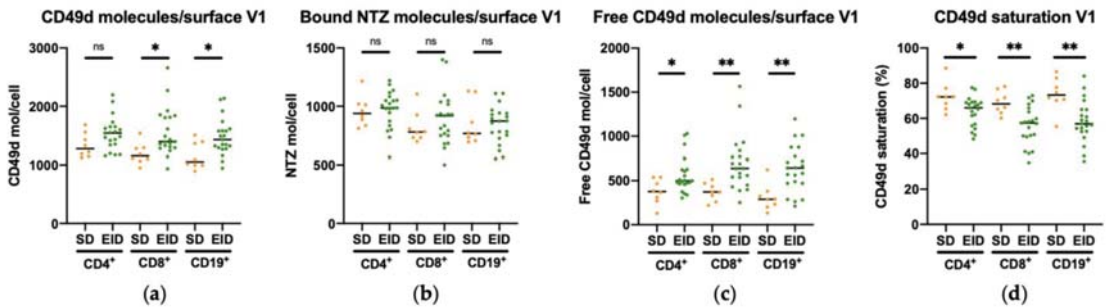 CD49d molecules/surface V1
ns * *
CD49d mol/cell
3000
2000
1000
0
SD EID SD EID SD EID
CD4+ CD8+ CD19+
(a)
Bound NTZ molecules/surface V1
ns ns ns
NTZ mol/cell
1500
1000
500
0
SD EID SD EID SD EID
CD4+ CD8+ CD19+
(b)
Free CD49d molecules/surface V1
* ** **
Free CD49d mol/cell
2000
1500
1000
500
0
SD EID SD EID SD EID
CD4+ CD8+ CD19+
(c)
CD49d saturation V1
* ** **
CD49d saturation (%)
100
80
60
40
20
0
SD EID SD EID SD EID
CD4+ CD8+ CD19+
(d)